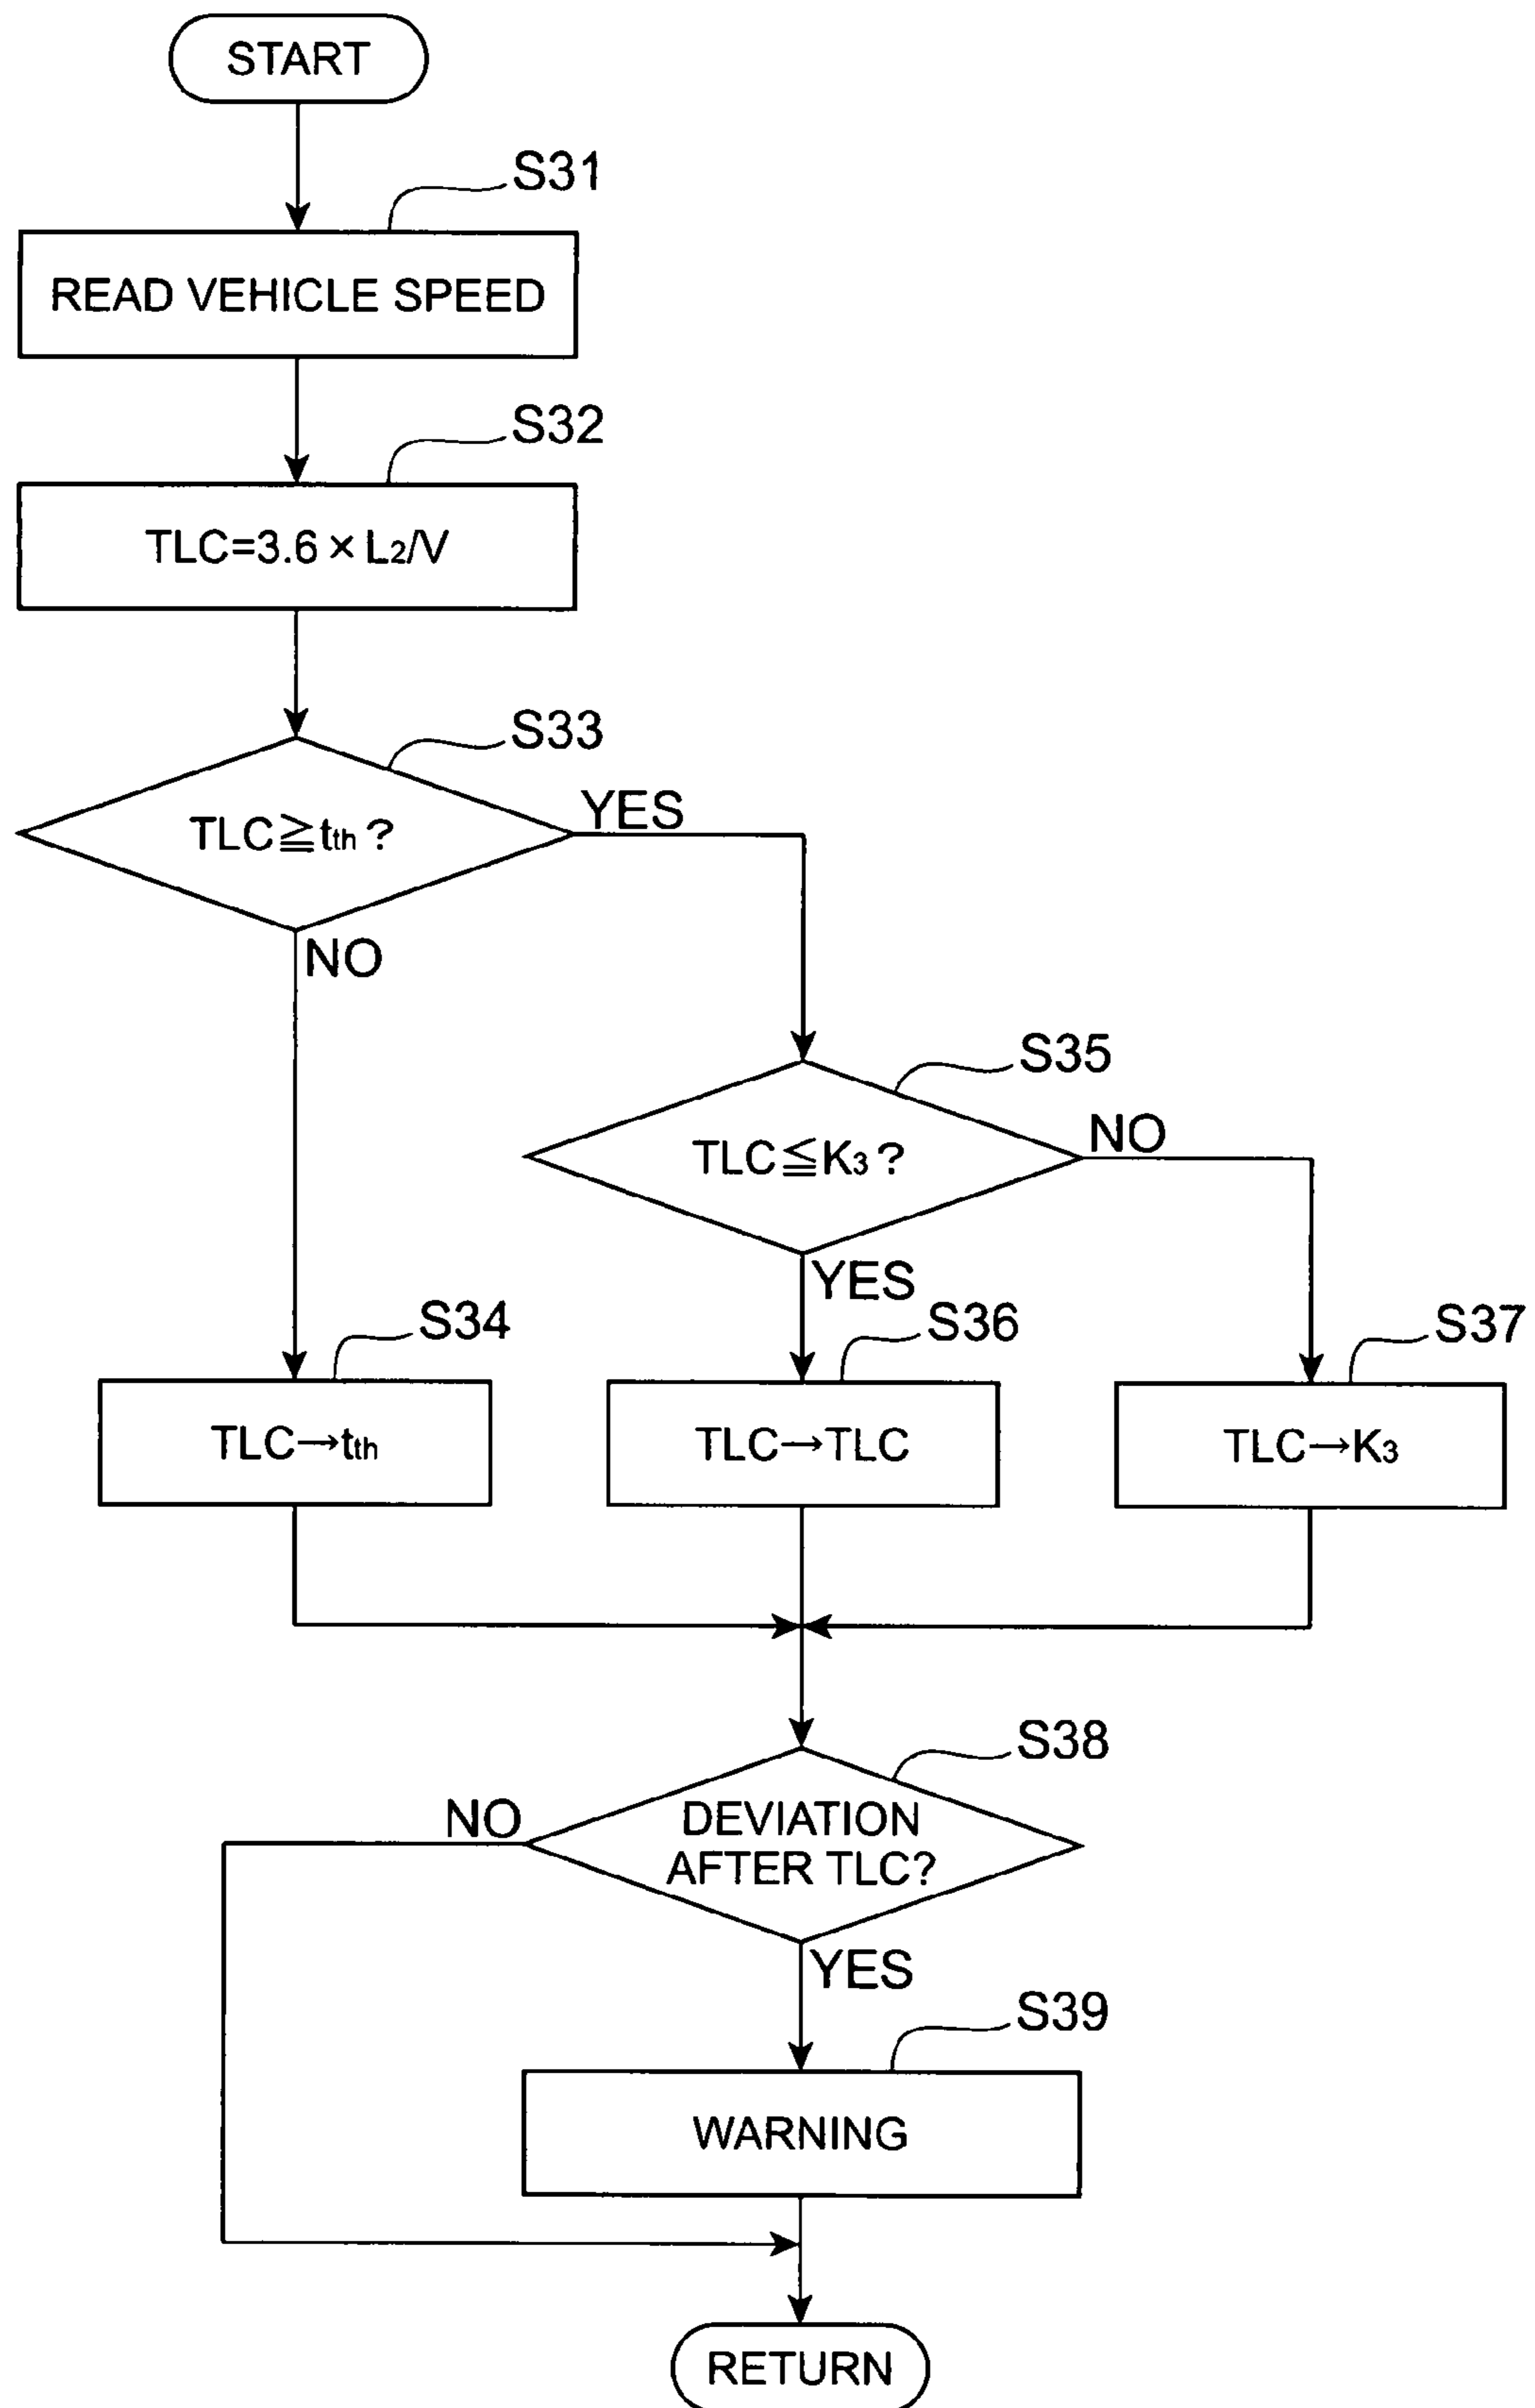 START
S31
READ VEHICLE SPEED
S32
TLC=3.6×L₂/V
S33
TLC≧tth?
YES
NO
S35
TLC≦K₃?
NO
YES
S34
TLC→tth
S36
TLC→TLC
S37
TLC→K₃
S38
DEVIATION
AFTER TLC?
NO
YES
S39
WARNING
RETURN